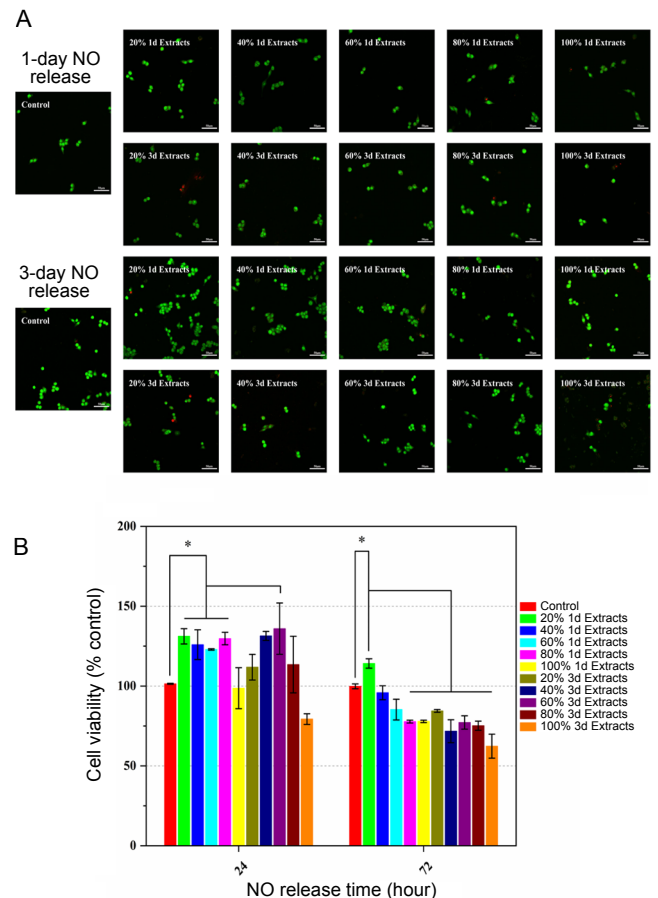 A
1-day NO
release
Control
20% 1d Extracts
40% 1d Extracts
60% 1d Extracts
80% 1d Extracts
100% 1d Extracts
20% 3d Extracts
40% 3d Extracts
60% 3d Extracts
80% 3d Extracts
100% 3d Extracts
3-day NO
release
Control
20% 1d Extracts
40% 1d Extracts
60% 1d Extracts
80% 1d Extracts
100% 1d Extracts
20% 3d Extracts
40% 3d Extracts
60% 3d Extracts
80% 3d Extracts
100% 3d Extracts
B
Cell viability (% control)
200
150
100
50
0
*
*
24
72
NO release time (hour)
Control
20% 1d Extracts
40% 1d Extracts
60% 1d Extracts
80% 1d Extracts
100% 1d Extracts
20% 3d Extracts
40% 3d Extracts
60% 3d Extracts
80% 3d Extracts
100% 3d Extracts